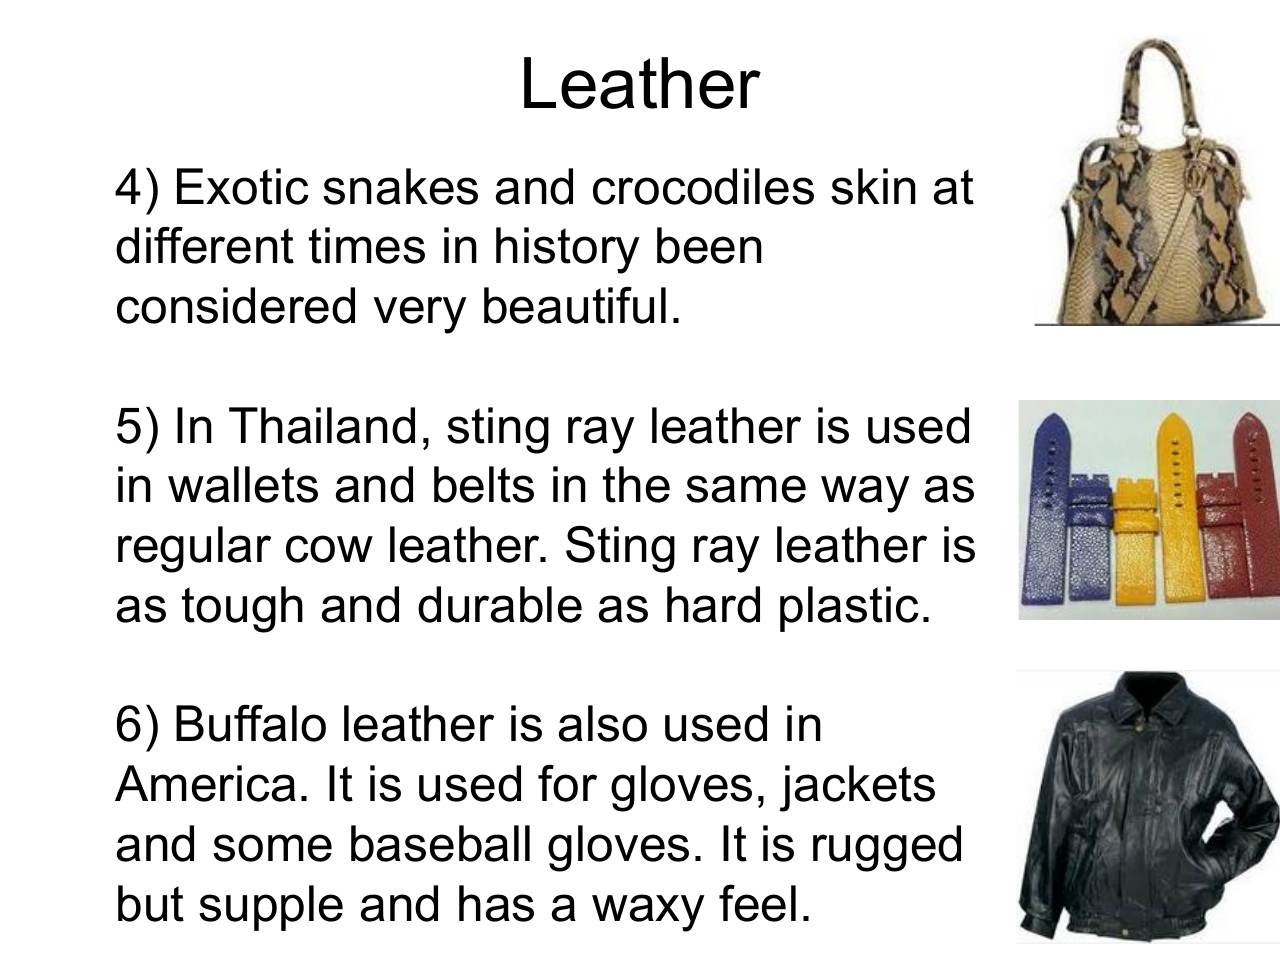 Leather
4) Exotic snakes and crocodiles skin at
different times in history been
considered very beautiful.
5) In Thailand, sting ray leather is used
in wallets and belts in the same way as
regular cow leather. Sting ray leather is
as tough and durable as hard plastic.
6) Buffalo leather is also used in
America. It is used for gloves, jackets
and some baseball gloves. It is rugged
but supple and has a waxy feel.